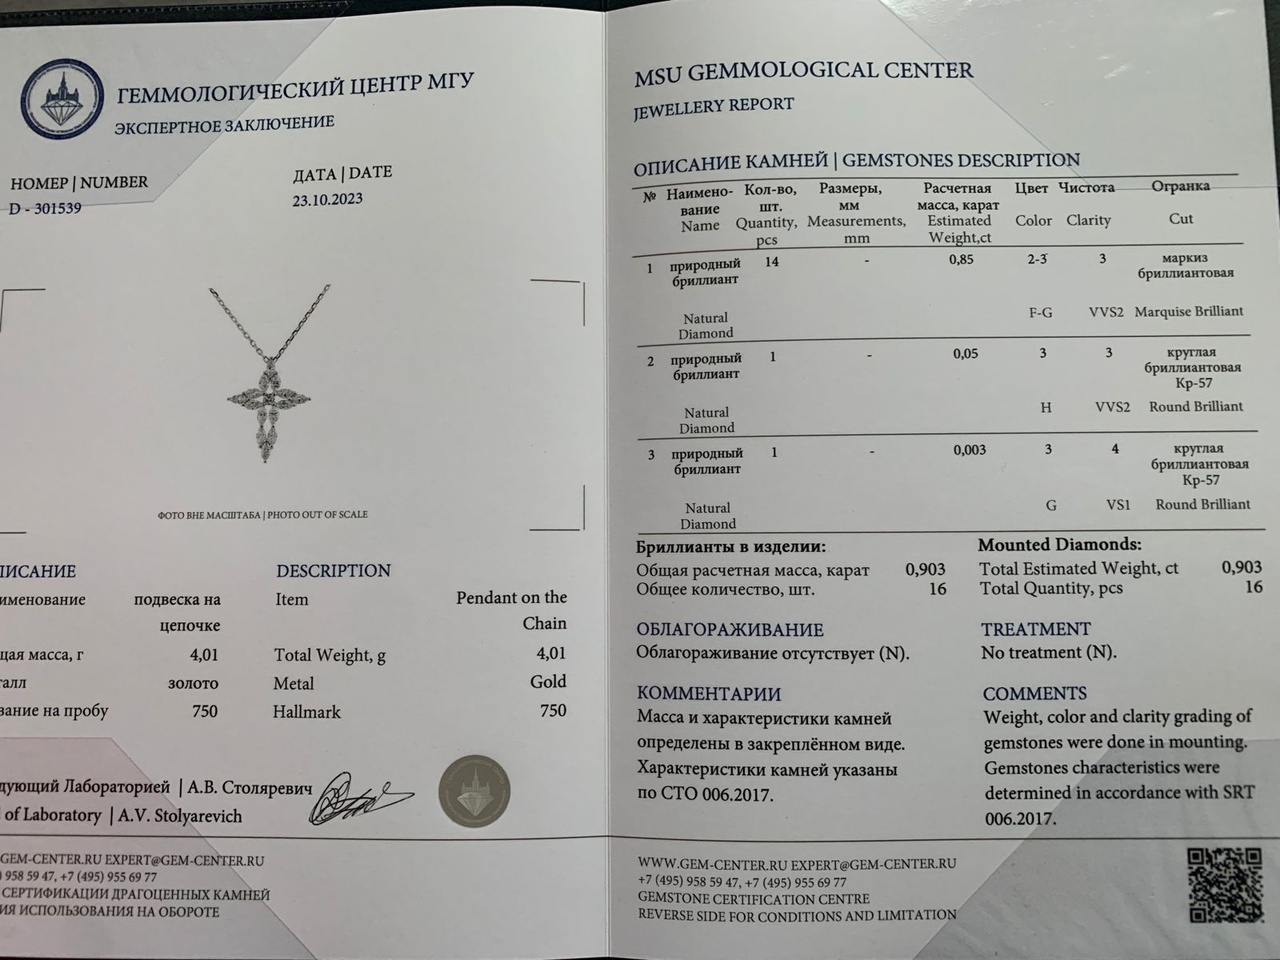 ГЕММОЛОГИЧЕСКИЙ ЦЕНТР МГУ
ЭКСПЕРТНОЕ ЗАКЛЮЧЕНИЕ
НОМЕР | NUMBER
D - 301539
ДАТА | DATE
23.10.2023
ФОТО ВНЕ МАСШТАБА | PHOTO OUT OF SCALE
ПИСАНИЕ
DESCRIPTION
именование подвеска на цепочке
Item Pendant on the Chain
щая масса, г 4,01
Total Weight, g 4,01
талл золото
Metal Gold
вание на пробу 750
Hallmark 750
дующий Лабораторией | А.В. Столяревич
of Laboratory | A.V. Stolyarevich
GEM-CENTER.RU EXPERT@GEM-CENTER.RU
) 958 59 47, +7 (495) 955 69 77
СЕРТИФИКАЦИИ ДРАГОЦЕННЫХ КАМНЕЙ
ИЯ ИСПОЛЬЗОВАНИЯ НА ОБОРОТЕ
MSU GEMMOLOGICAL CENTER
JEWELLERY REPORT
ОПИСАНИЕ КАМНЕЙ | GEMSTONES DESCRIPTION
№ Наимено- Кол-во, Размеры, Расчетная Цвет Чистота Огранка
вание шт. мм масса, карат
Name Quantity, Measurements, Estimated Color Clarity Cut
pcs mm Weight,ct
1 природный 14 - 0,85 2-3 3 маркиз
бриллиант бриллиантовая
Natural F-G VVS2 Marquise Brilliant
Diamond
2 природный 1 - 0,05 3 3 круглая
бриллиант бриллиантовая
Кр-57
Natural H VVS2 Round Brilliant
Diamond
3 природный 1 - 0,003 3 4 круглая
бриллиант бриллиантовая
Кр-57
Natural G VS1 Round Brilliant
Diamond
Бриллианты в изделии: Mounted Diamonds:
Общая расчетная масса, карат 0,903 Total Estimated Weight, ct 0,903
Общее количество, шт. 16 Total Quantity, pcs 16
ОБЛАГОРАЖИВАНИЕ TREATMENT
Облагораживание отсутствует (N). No treatment (N).
КОММЕНТАРИИ
Масса и характеристики камней
определены в закреплённом виде.
Характеристики камней указаны
по СТО 006.2017.
COMMENTS
Weight, color and clarity grading of
gemstones were done in mounting.
Gemstones characteristics were
determined in accordance with SRT
006.2017.
WWW.GEM-CENTER.RU EXPERT@GEM-CENTER.RU
+7 (495) 958 59 47, +7 (495) 955 69 77
GEMSTONE CERTIFICATION CENTRE
REVERSE SIDE FOR CONDITIONS AND LIMITATION